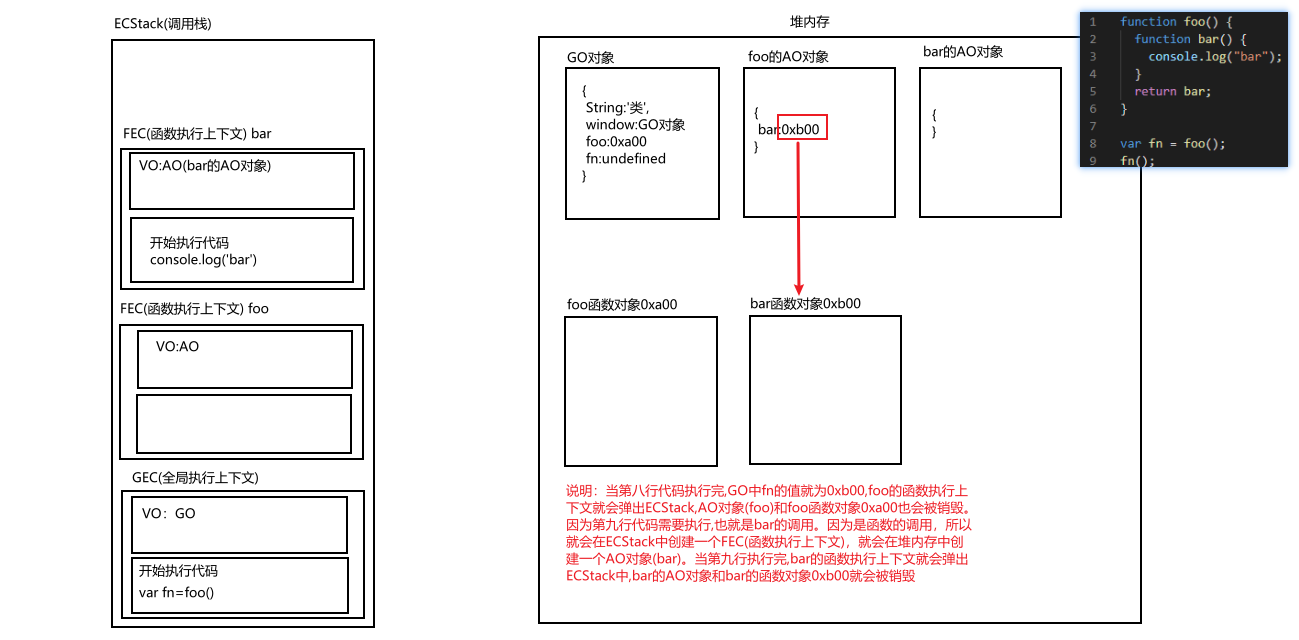 ECStack(调用栈)
FEC(函数执行上下文) bar
VO:AO(bar的AO对象)
开始执行代码
console.log('bar')
FEC(函数执行上下文) foo
VO:AO
GEC(全局执行上下文)
VO：GO
开始执行代码
var fn=foo()
堆内存
GO对象
{
String:'类',
window:GO对象
foo:0xa00
fn:undefined
}
foo的AO对象
{
bar:0xb00
}
bar的AO对象
{
}
foo函数对象0xa00
bar函数对象0xb00
说明：当第八行代码执行完,GO中fn的值就为0xb00,foo的函数执行上
下文就会弹出ECStack,AO对象(foo)和foo函数对象0xa00也会被销毁。
因为第九行代码需要执行,也就是bar的调用。因为是函数的调用，所以
就会在ECStack中创建一个FEC(函数执行上下文)，就会在堆内存中创
建一个AO对象(bar)。当第九行执行完,bar的函数执行上下文就会弹出
ECStack中,bar的AO对象和bar的函数对象0xb00就会被销毁
1 function foo() {
2 function bar() {
3 console.log("bar");
4 }
5 return bar;
6 }
7
8 var fn = foo();
9 fn();